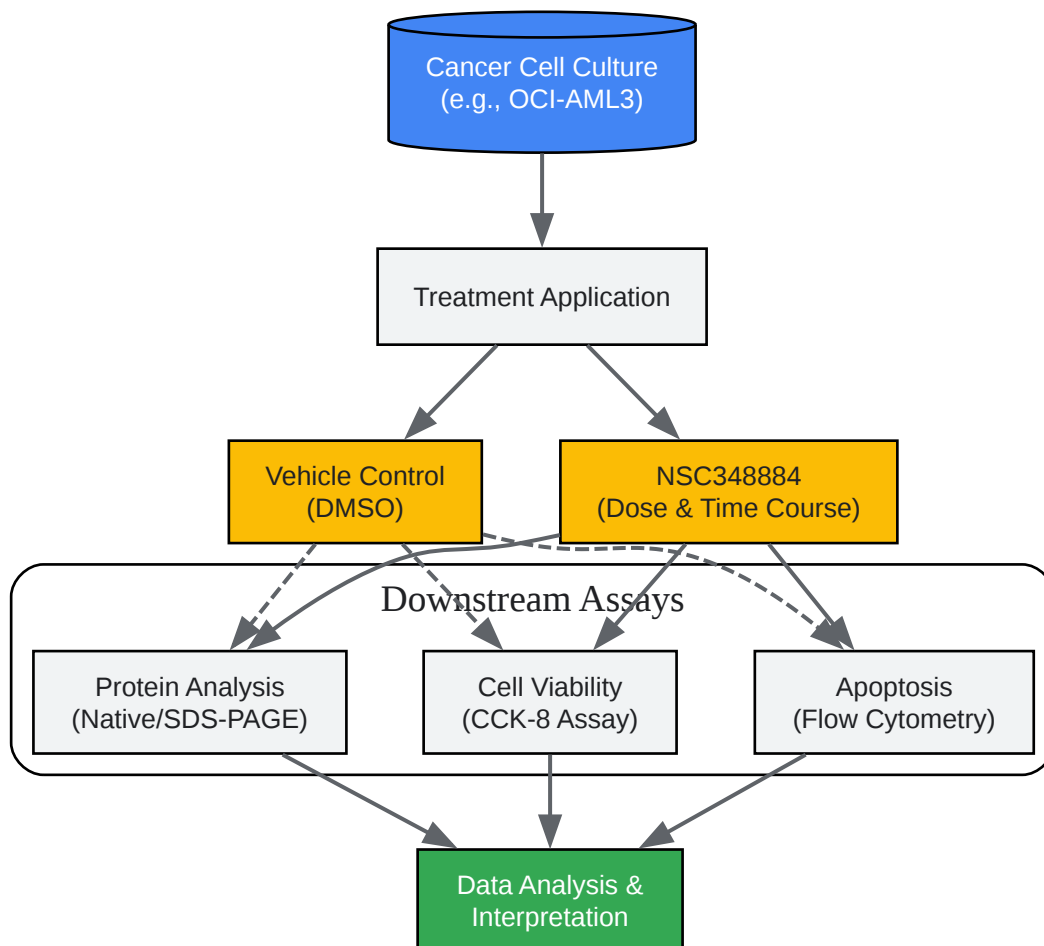 Cancer Cell Culture
(e.g., OCI-AML3)
Treatment Application
Vehicle Control
(DMSO)
NSC348884
(Dose & Time Course)
Downstream Assays
Protein Analysis
(Native/SDS-PAGE)
Cell Viability
(CCK-8 Assay)
Apoptosis
(Flow Cytometry)
Data Analysis &
Interpretation